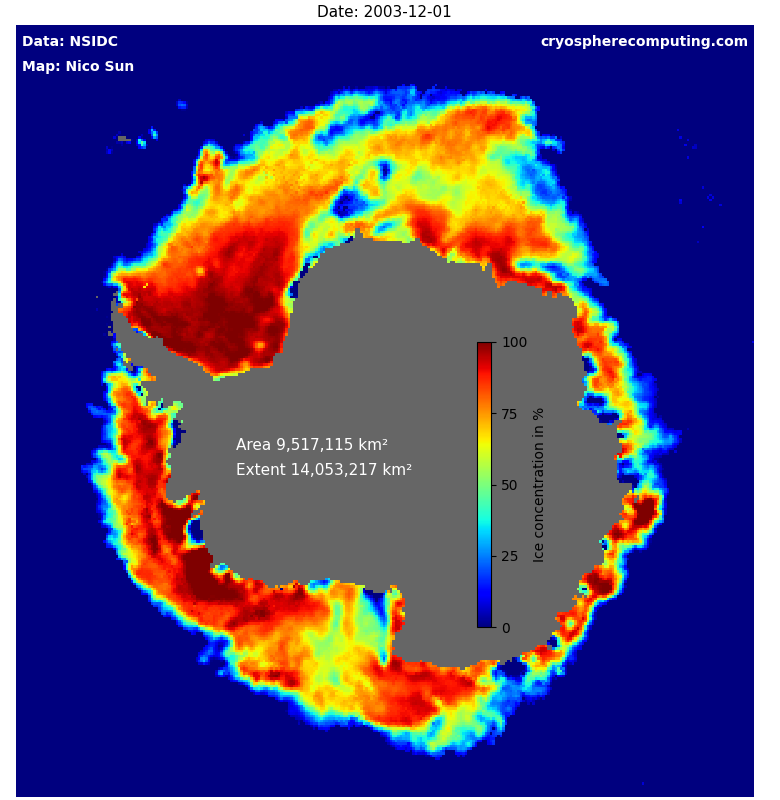 Date: 2003-12-01
Data: NSIDC
cryospherecomputing.com
Map: Nico Sun
100
75
50
25
0
Ice concentration in %
Area 9,517,115 km²
Extent 14,053,217 km²